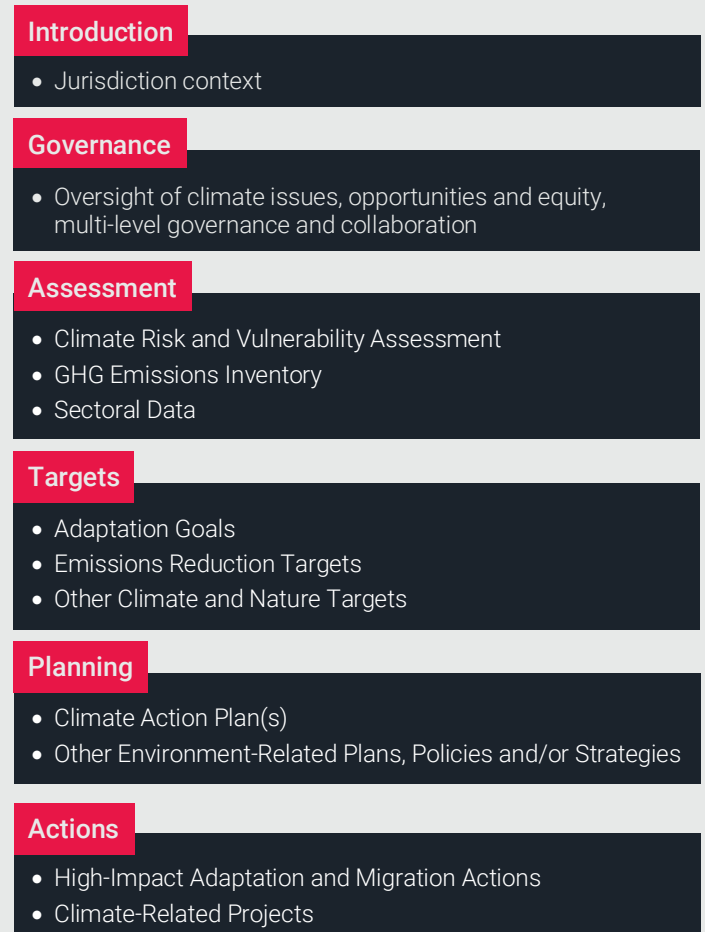 Introduction
• Jurisdiction context
Governance
• Oversight of climate issues, opportunities and equity,
multi-level governance and collaboration
Assessment
• Climate Risk and Vulnerability Assessment
• GHG Emissions Inventory
• Sectoral Data
Targets
• Adaptation Goals
• Emissions Reduction Targets
• Other Climate and Nature Targets
Planning
• Climate Action Plan(s)
• Other Environment-Related Plans, Policies and/or Strategies
Actions
• High-Impact Adaptation and Migration Actions
• Climate-Related Projects